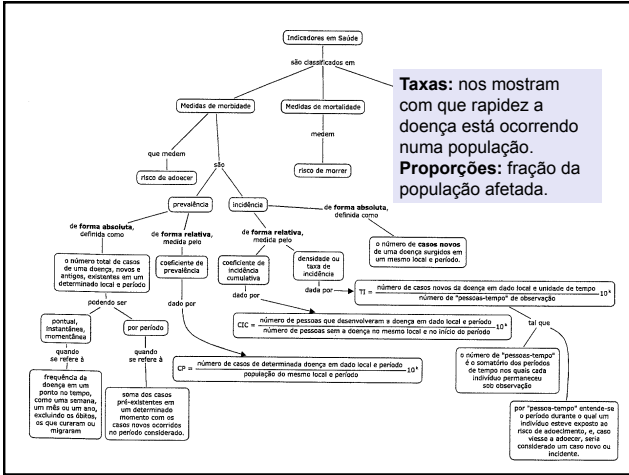 Indicadores em Saúde
são classificados em
Taxas: nos mostram
com que rapidez a
doença está ocorrendo
numa população.
Proporções: fração da
população afetada.
Medidas de morbidade
Medidas de mortalidade
que medem
são
medem
risco de adoecer
risco de morrer
prevalência
incidência
de forma absoluta,
definida como
de forma relativa,
medida pelo
de forma relativa,
medida pelo
de forma absoluta,
definida como
o número total de casos
de uma doença, novos e
antigos, existentes em um
determinado local e período
coeficiente de
prevalência
coeficiente de
incidência
cumulativa
densidade ou
taxa de
incidência
o número de casos novos
de uma doença surgidos em
um mesmo local e período.
podendo ser
dado por
dado por
dada por
TI = número de casos novos da doença em dado local e unidade de tempo
número de "pessoas-tempo" de observação
10ˣ
pontual,
instantânea,
momentânea
por período
CIC = número de pessoas que desenvolveram a doença em dado local e período
número de pessoas sem a doença no mesmo local e no início do período
10ˣ
tal que
quando
se refere à
quando
se refere à
CP = número de casos de determinada doença em dado local e período
população do mesmo local e período
10ˣ
o número de "pessoas-tempo"
é o somatório dos períodos
de tempo nos quais cada
indivíduo permaneceu
sob observação
frequência da
doença em um
ponto no tempo,
como uma semana,
um mês ou um ano,
excluindo os óbitos,
os que curaram ou
migraram
soma dos casos
pré-existentes em
um determinado
momento com os
casos novos ocorridos
no período considerado.
por "pessoa-tempo" entende-se
o período durante o qual um
indivíduo esteve exposto ao
risco de adoecimento e, caso
viesse a adoecer, seria
considerado um caso novo ou
incidente.